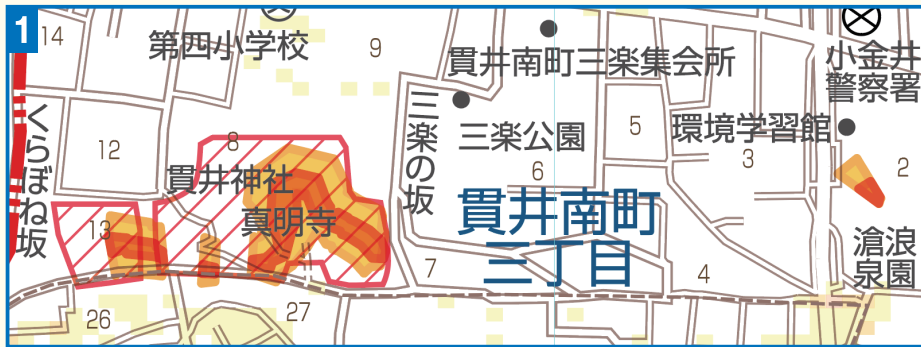 1
14
第四小学校
9
貫井南町三楽集会所
小金井
警察署
くらぼね坂
12
8
三楽の坂
三楽公園
5
環境学習館
3
2
貫井神社
6
13
真明寺
貫井南町
三丁目
7
4
滄浪
泉園
26
27